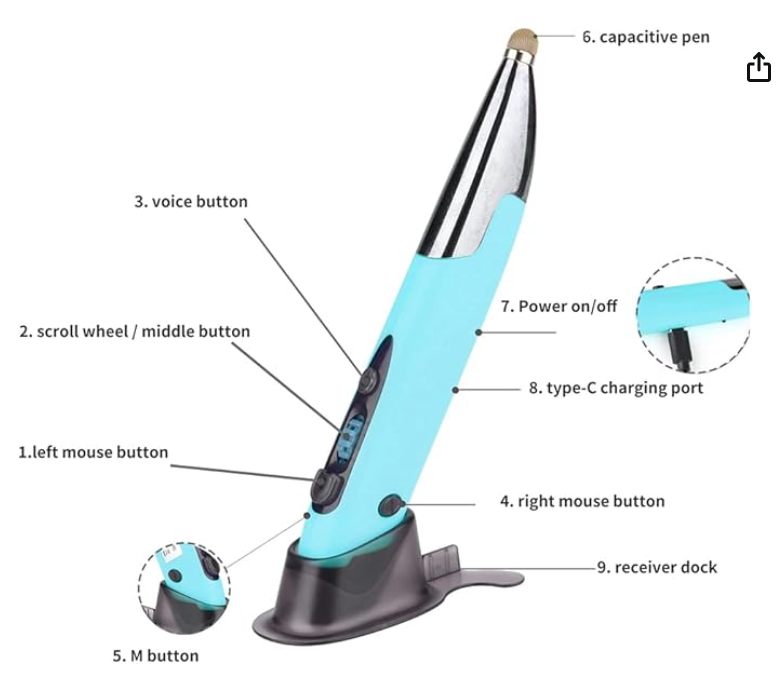 6. capacitive pen
3. voice button
7. Power on/off
2. scroll wheel / middle button
8. type-C charging port
1.left mouse button
4. right mouse button
9. receiver dock
5. M button